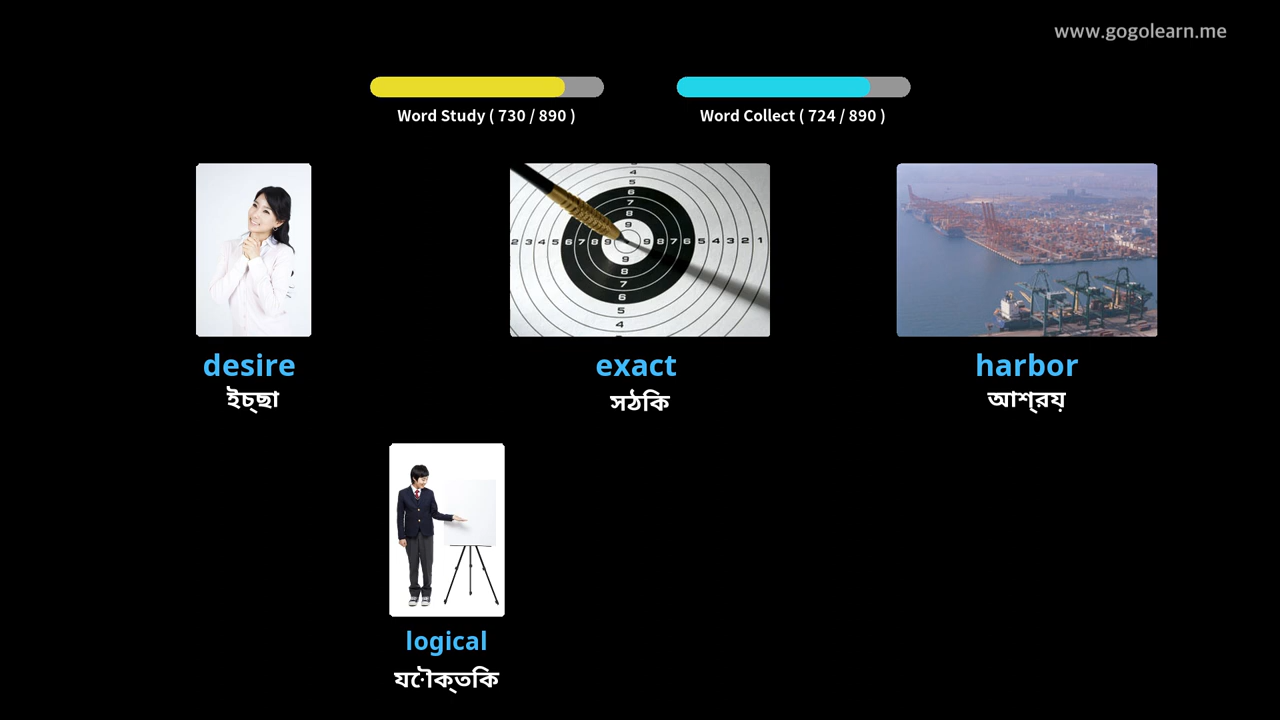 www.gogolearn.me
Word Study ( 730 / 890 )
Word Collect ( 724 / 890 )
desire
ইচ্ছা
exact
সঠিক
harbor
আশ্রয়
logical
যৌক্তিক